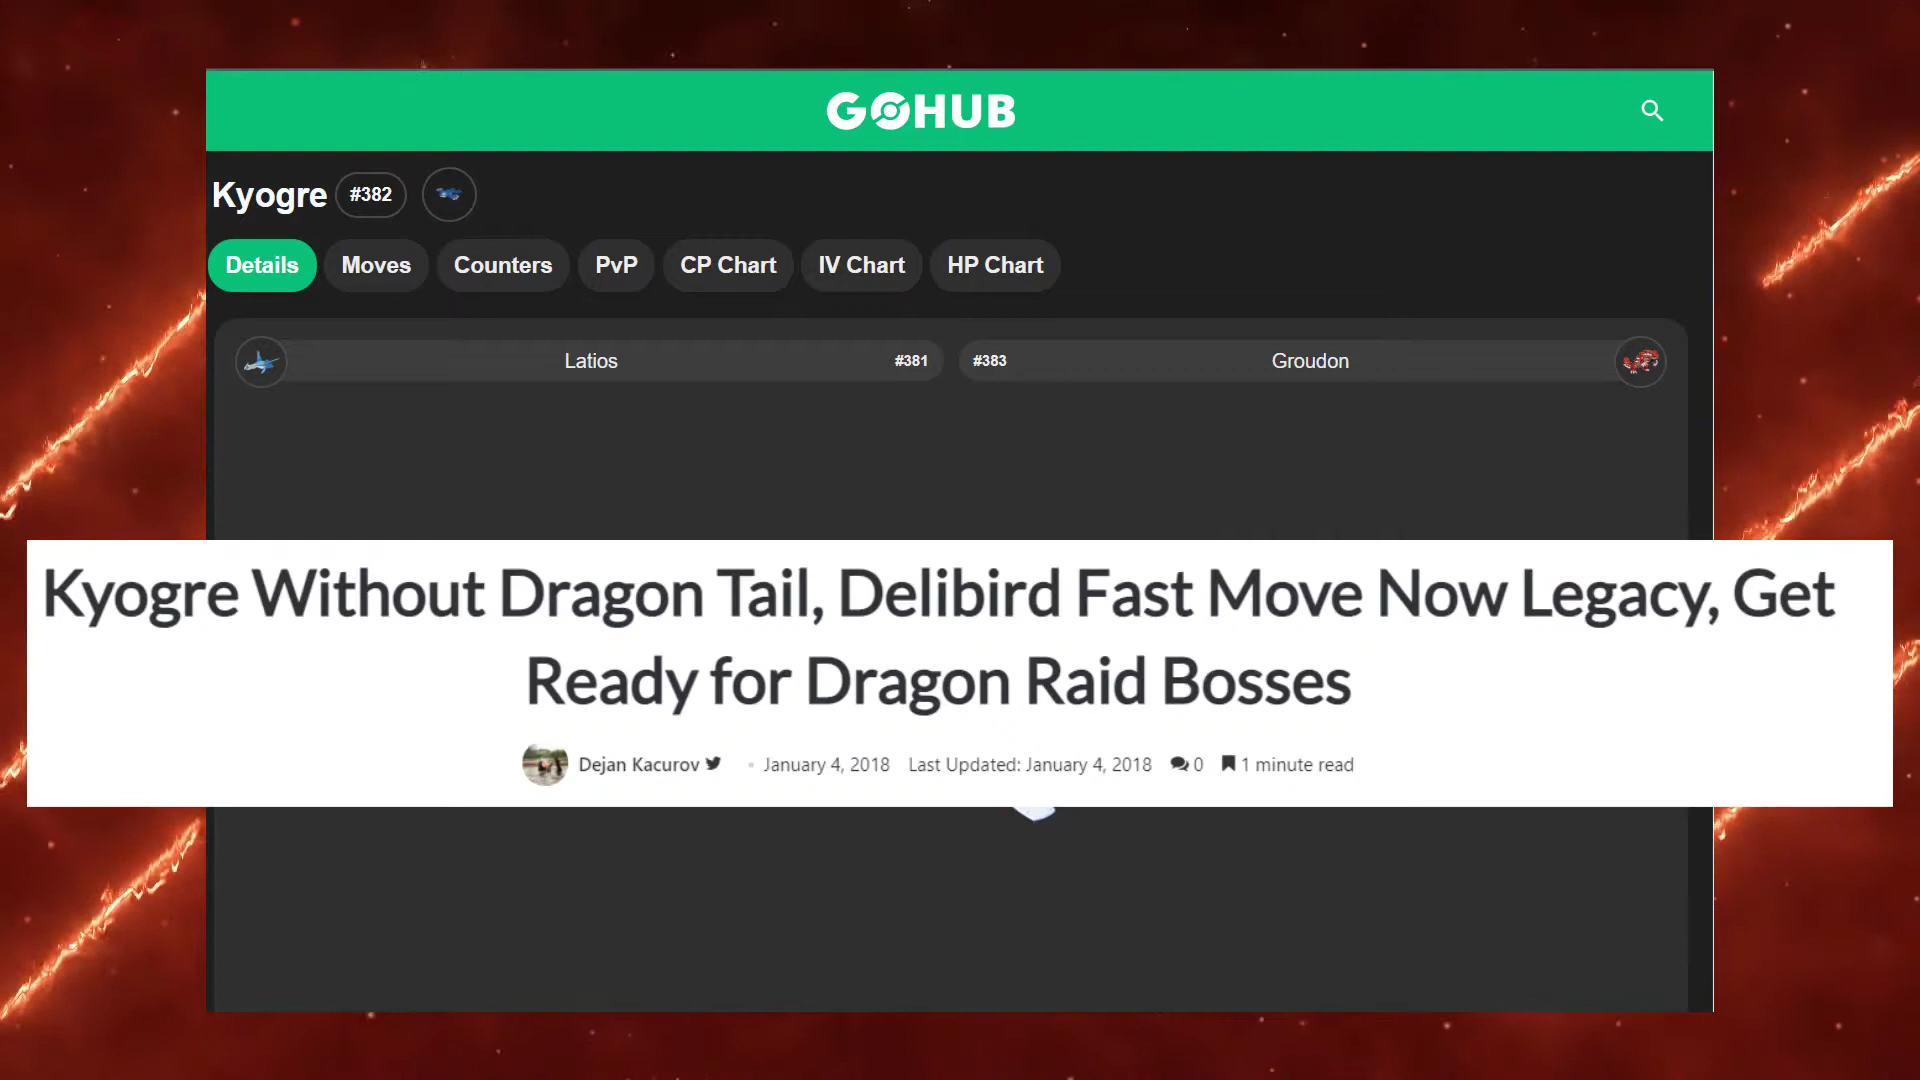 GOHUB
Kyogre #382
Details Moves Counters PvP CP Chart IV Chart HP Chart
Latios #381 #383 Groudon
Kyogre Without Dragon Tail, Delibird Fast Move Now Legacy, Get
Ready for Dragon Raid Bosses
Dejan Kacurov January 4, 2018 Last Updated: January 4, 2018 0 1 minute read